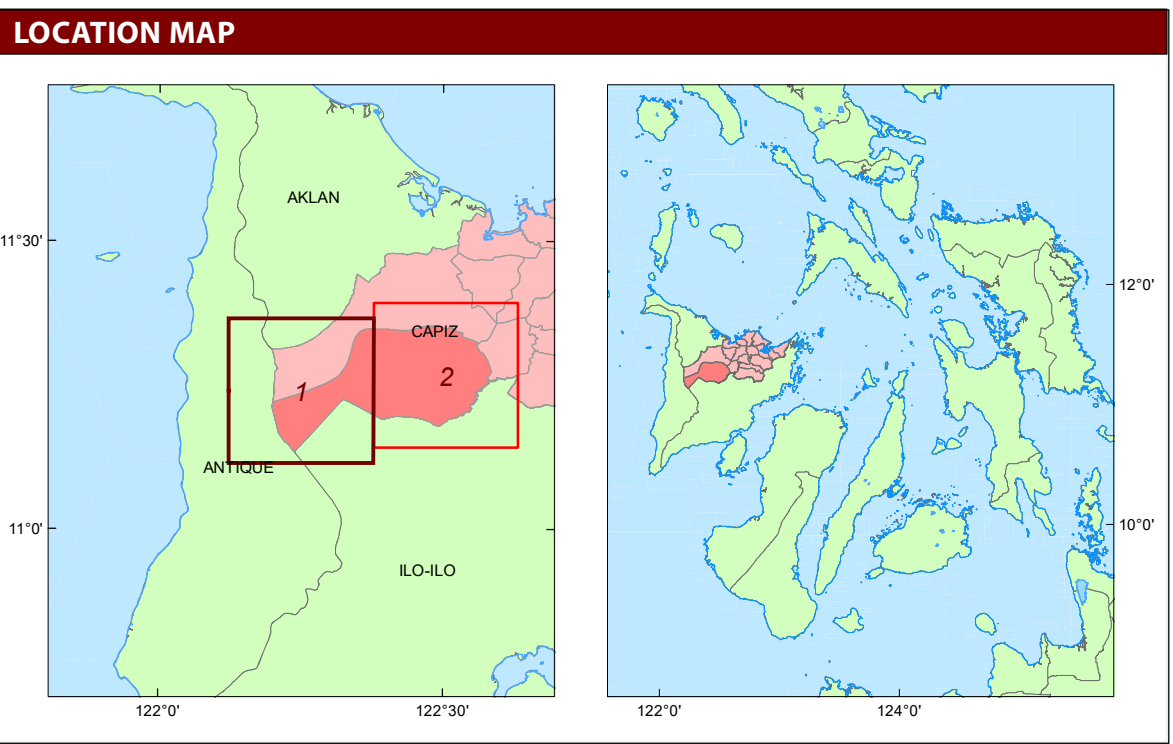 LOCATION MAP
AKLAN
11°30'
CAPIZ
1
2
ANTIQUE
11°0'
ILO-ILO
122°0'
122°30'
12°0'
10°0'
122°0'
124°0'